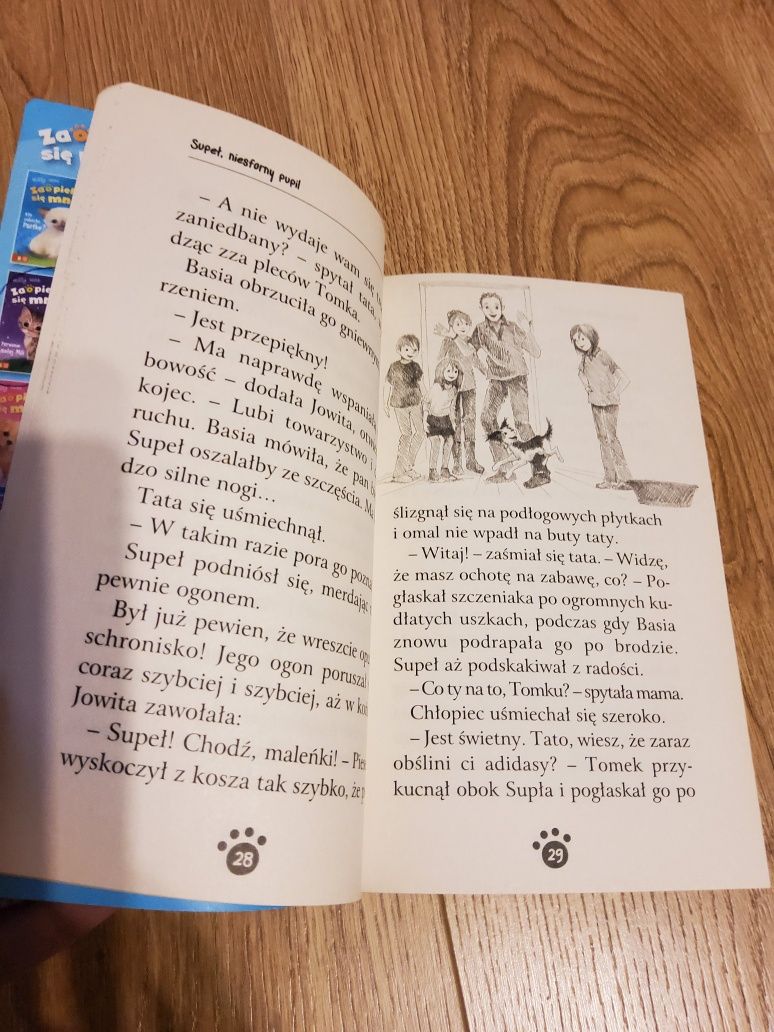 Supeł, niesforny pupil
– A nie wydaje wam się
zaniedbany? – spytał tata,
dząc zza pleców Tomka.
Basia obrzuciła go gniewnym
rzeniem.
– Jest przepiękny!
– Ma naprawdę wspaniałą
bowość – dodała Jowita,
kojec. – Lubi towarzystwo i
ruchu. Basia mówiła, że pan
Supeł oszalałby ze szczęścia. Ma
dzo silne nogi…
Tata się uśmiechnął.
– W takim razie pora go
Supeł podniósł się, merdając
pewnie ogonem.
Był już pewien, że wreszcie
schronisko! Jego ogon poruszał
coraz szybciej i szybciej, aż w
Jowita zawołała:
– Supeł! Chodź, maleńki! –
wyskoczył z kosza tak szybko, że
28
ślizgnął się na podłogowych płytkach
i omal nie wpadł na buty taty.
– Witaj! – zaśmiał się tata. – Widzę,
że masz ochotę na zabawę, co? – Po-
głaskał szczeniaka po ogromnych ku-
dłatych uszkach, podczas gdy Basia
znowu podrapała go po brodzie.
Supeł aż podskakiwał z radości.
– Co ty na to, Tomku? – spytała mama.
Chłopiec uśmiechał się szeroko.
– Jest świetny. Tato, wiesz, że zaraz
obślini ci adidasy? – Tomek przy-
kucnął obok Supła i pogłaskał go po
29